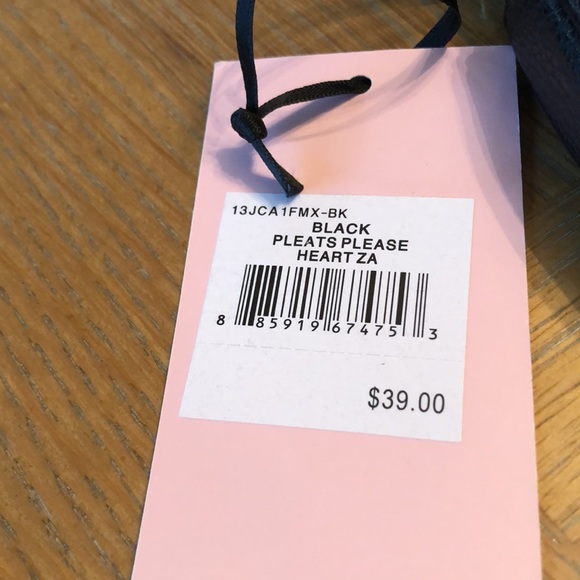 13JCA1FMX-BK
BLACK
PLEATS PLEASE
HEART ZA
8 85919 67475 3
$39.00